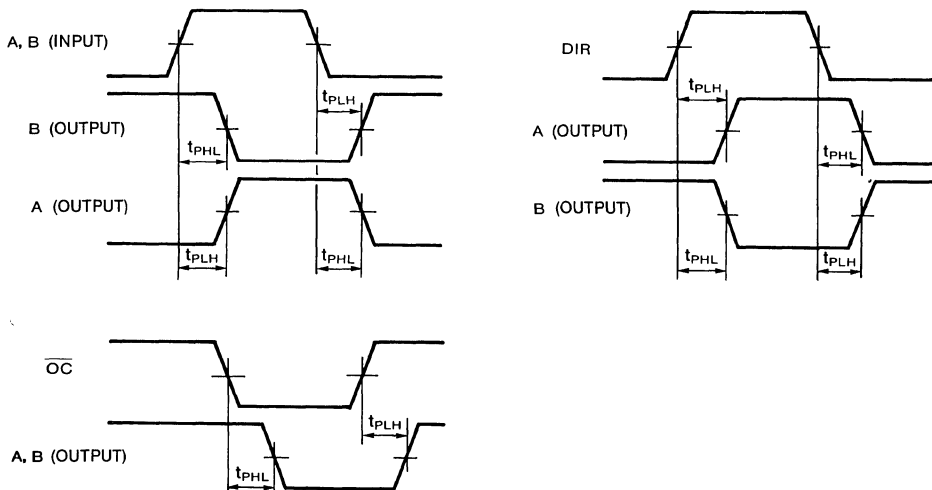 A, B (INPUT)
tPLH
B (OUTPUT)
tPHL
A (OUTPUT)
tPLH
tPHL
DIR
tPLH
A (OUTPUT)
tPHL
B (OUTPUT)
tPHL
tPLH
OC
tPLH
A, B (OUTPUT)
tPHL